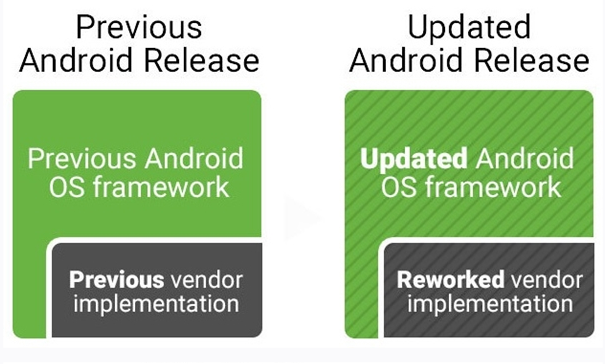 Previous
Android Release
Previous Android
OS framework
Previous vendor
implementation
Updated
Android Release
Updated Android
OS framework
Reworked vendor
implementation